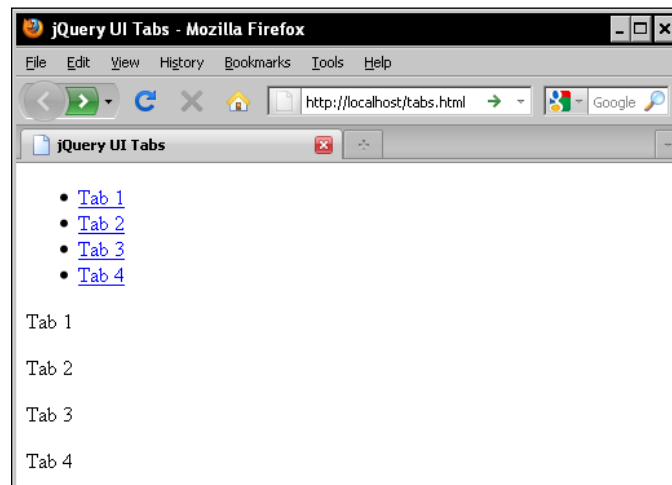 jQuery UI Tabs - Mozilla Firefox
File Edit View History Bookmarks Tools Help
http://localhost/tabs.html Google
jQuery UI Tabs
Tab 1
Tab 2
Tab 3
Tab 4
Tab 1
Tab 2
Tab 3
Tab 4